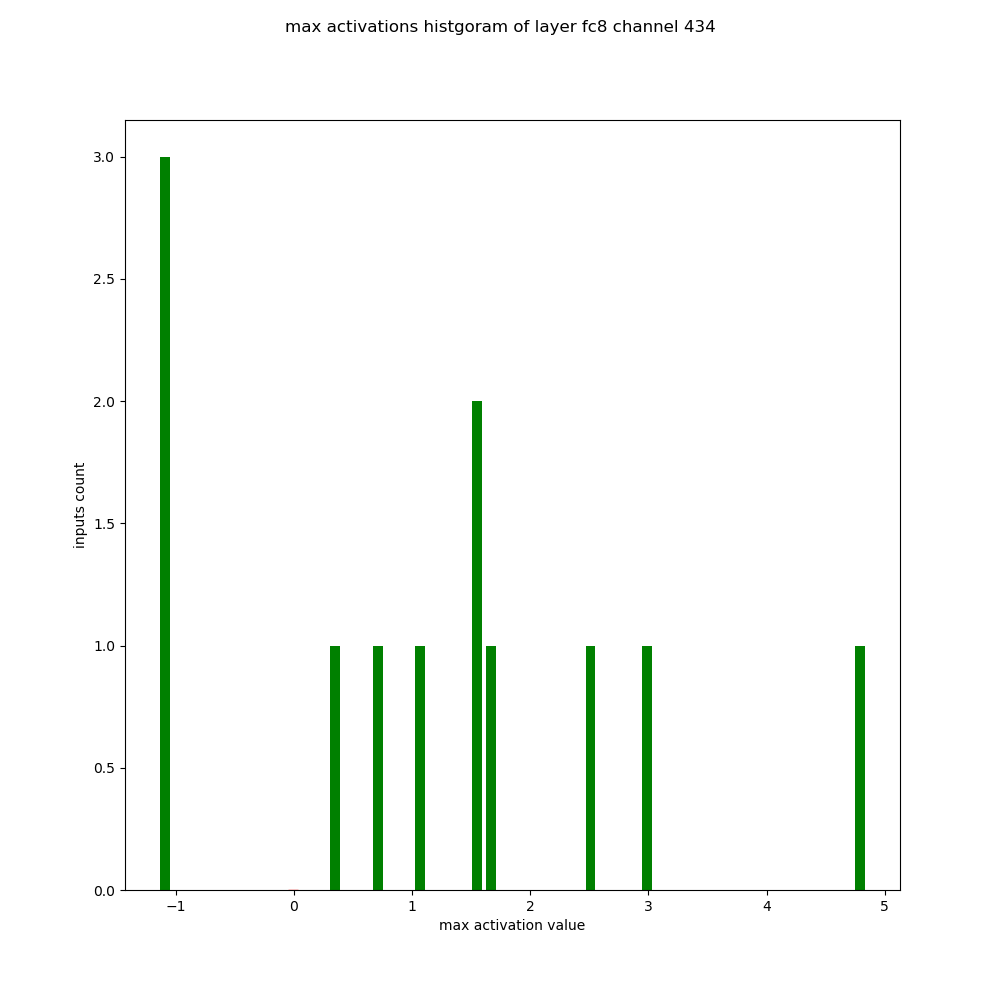 max activations histgoram of layer fc8 channel 434
3.0
2.5
2.0
1.5
1.0
0.5
0.0
inputs count
−1 0 1 2 3 4 5
max activation value